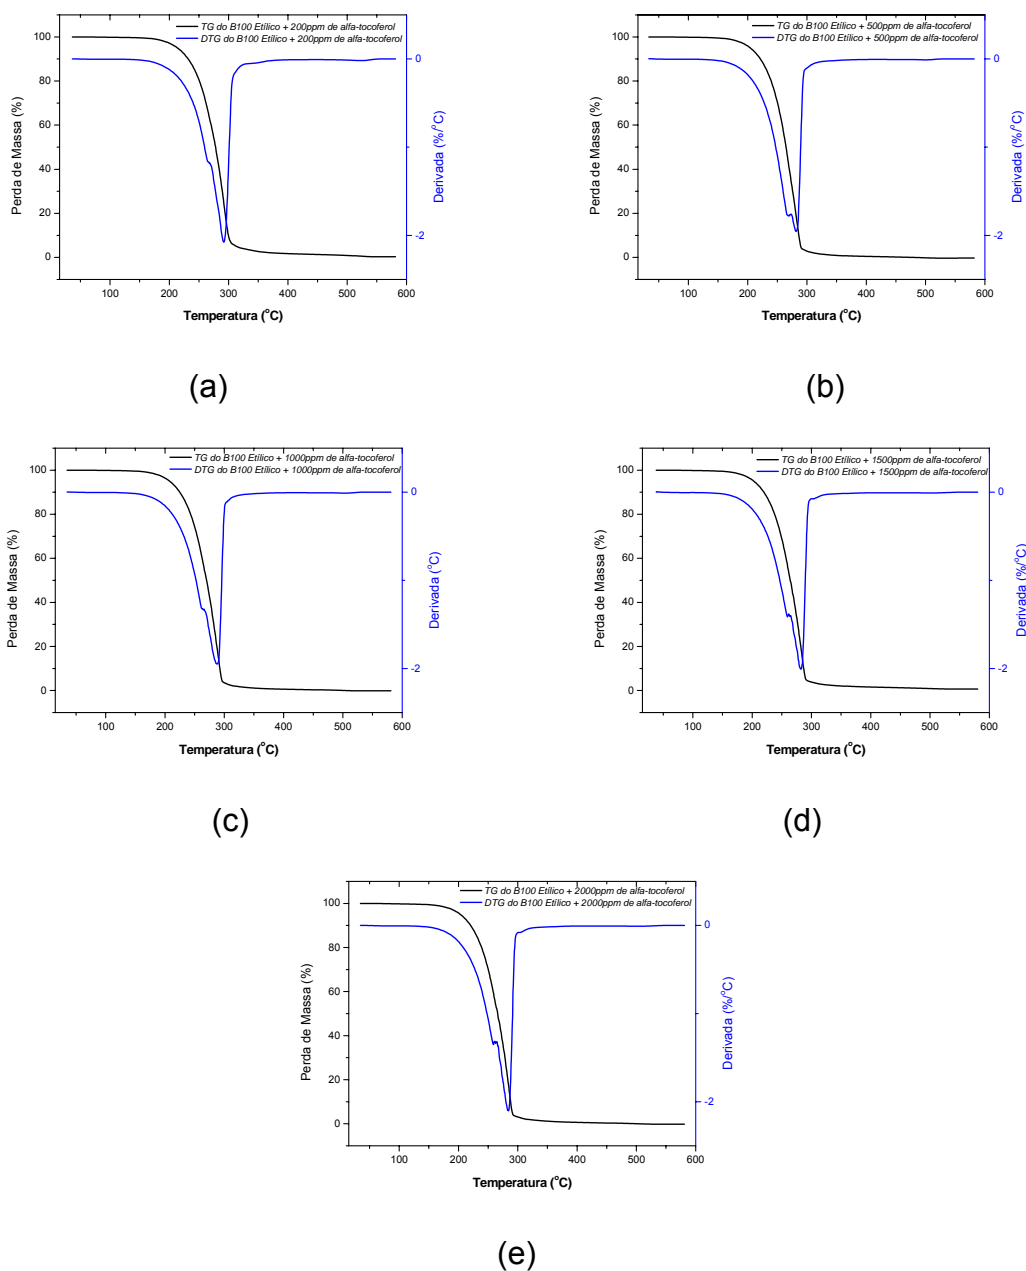 TG do B100 Etílico + 200ppm de alfa-tocoferol
DTG do B100 Etílico + 200ppm de alfa-tocoferol
100
80
60
40
20
0
Perda de Massa (%)
0
-2
Derivada (%/°C)
100 200 300 400 500 600
Temperatura (°C)
(a)
TG do B100 Etílico + 500ppm de alfa-tocoferol
DTG do B100 Etílico + 500ppm de alfa-tocoferol
100
80
60
40
20
0
Perda de Massa (%)
0
-2
Derivada (%/°C)
100 200 300 400 500 600
Temperatura (°C)
(b)
TG do B100 Etílico + 1000ppm de alfa-tocoferol
DTG do B100 Etílico + 1000ppm de alfa-tocoferol
100
80
60
40
20
0
Perda de Massa (%)
0
-2
Derivada (°C)
100 200 300 400 500 600
Temperatura (°C)
(c)
TG do B100 Etílico + 1500ppm de alfa-tocoferol
DTG do B100 Etílico + 1500ppm de alfa-tocoferol
100
80
60
40
20
0
Perda de Massa (%)
0
-2
Derivada (%/°C)
100 200 300 400 500 600
Temperatura (°C)
(d)
TG do B100 Etílico + 2000ppm de alfa-tocoferol
DTG do B100 Etílico + 2000ppm de alfa-tocoferol
100
80
60
40
20
0
Perda de Massa (%)
0
-2
Derivada (%/°C)
100 200 300 400 500 600
Temperatura (°C)
(e)